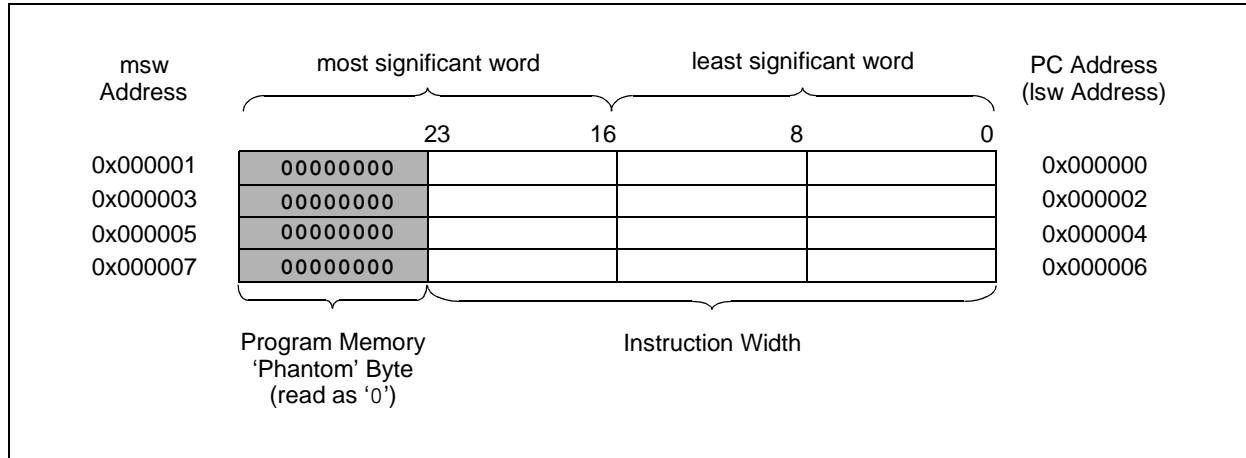 msw
Address
most significant word
least significant word
PC Address
(lsw Address)
23 16 8 0
0x000001 00000000 0x000000
0x000003 00000000 0x000002
0x000005 00000000 0x000004
0x000007 00000000 0x000006
Program Memory
‘Phantom’ Byte
(read as ‘0’)
Instruction Width